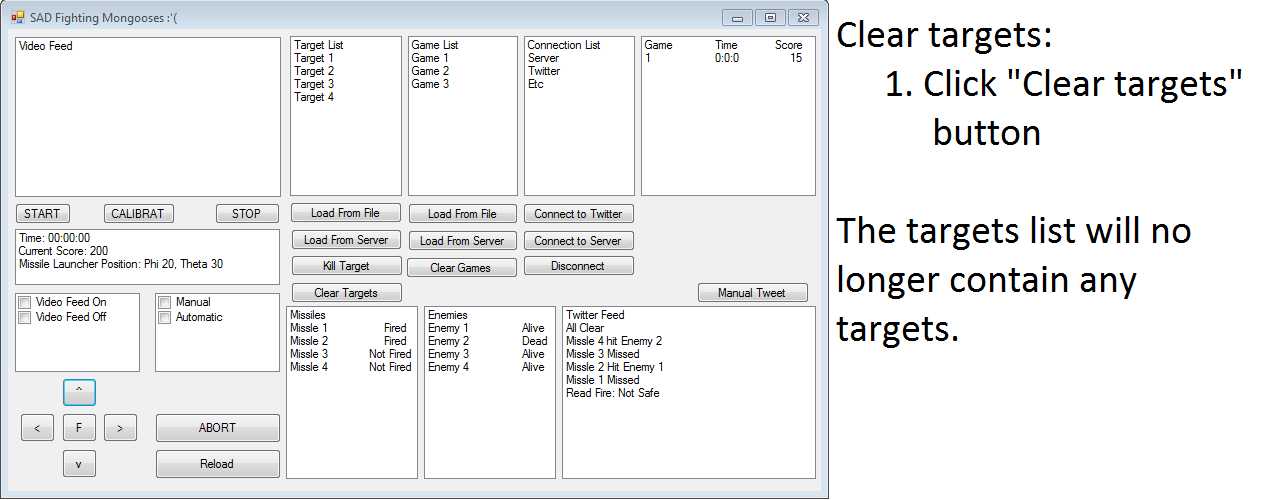 SAD Fighting Mongooses :'(
Video Feed
Target List
Target 1
Target 2
Target 3
Target 4
Game List
Game 1
Game 2
Game 3
Connection List
Server
Twitter
Etc
Game Time Score
1 0:0:0 15
START CALIBRAT STOP
Time: 00:00:00
Current Score: 200
Missile Launcher Position: Phi 20, Theta 30
Load From File
Load From Server
Kill Target
Clear Targets
Load From File
Load From Server
Clear Games
Connect to Twitter
Connect to Server
Disconnect
Manual Tweet
Video Feed On
Video Feed Off
Manual
Automatic
^
< F >
v
ABORT
Reload
Missiles
Missle 1 Fired
Missle 2 Fired
Missle 3 Not Fired
Missle 4 Not Fired
Enemies
Enemy 1 Alive
Enemy 2 Dead
Enemy 3 Alive
Enemy 4 Alive
Twitter Feed
All Clear
Missle 4 hit Enemy 2
Missle 3 Missed
Missle 2 Hit Enemy 1
Missle 1 Missed
Read Fire: Not Safe
Clear targets:
1. Click "Clear targets"
button
The targets list will no
longer contain any
targets.